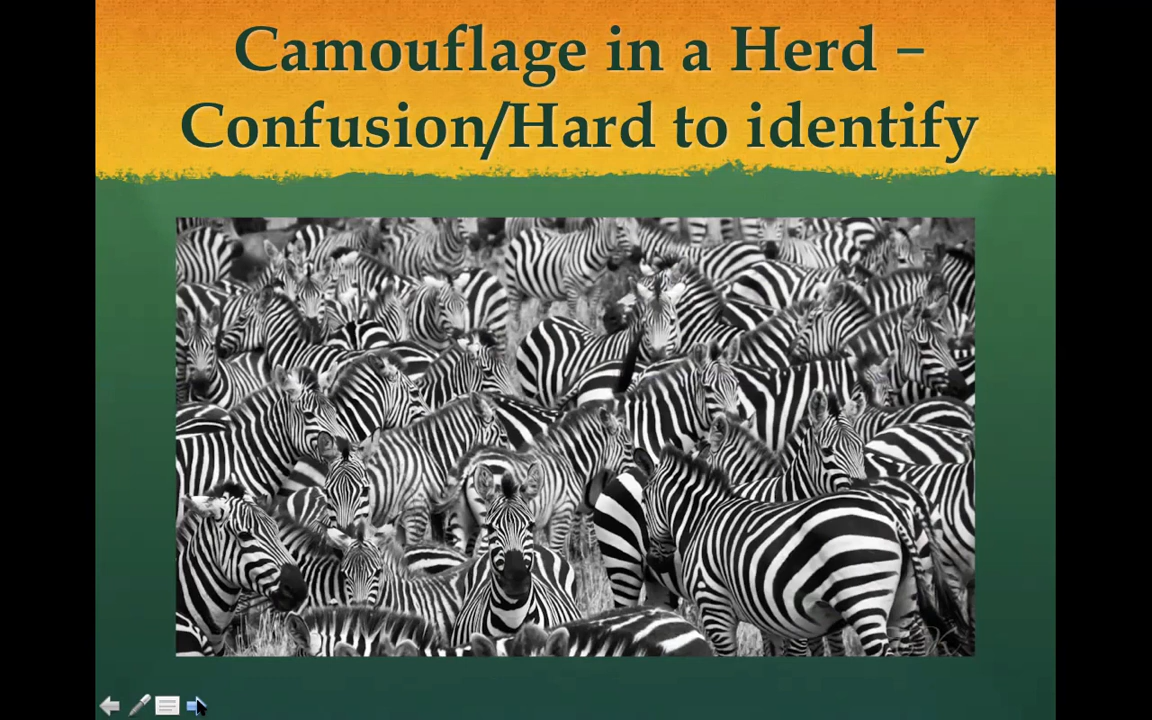 Camouflage in a Herd –
Confusion/Hard to identify